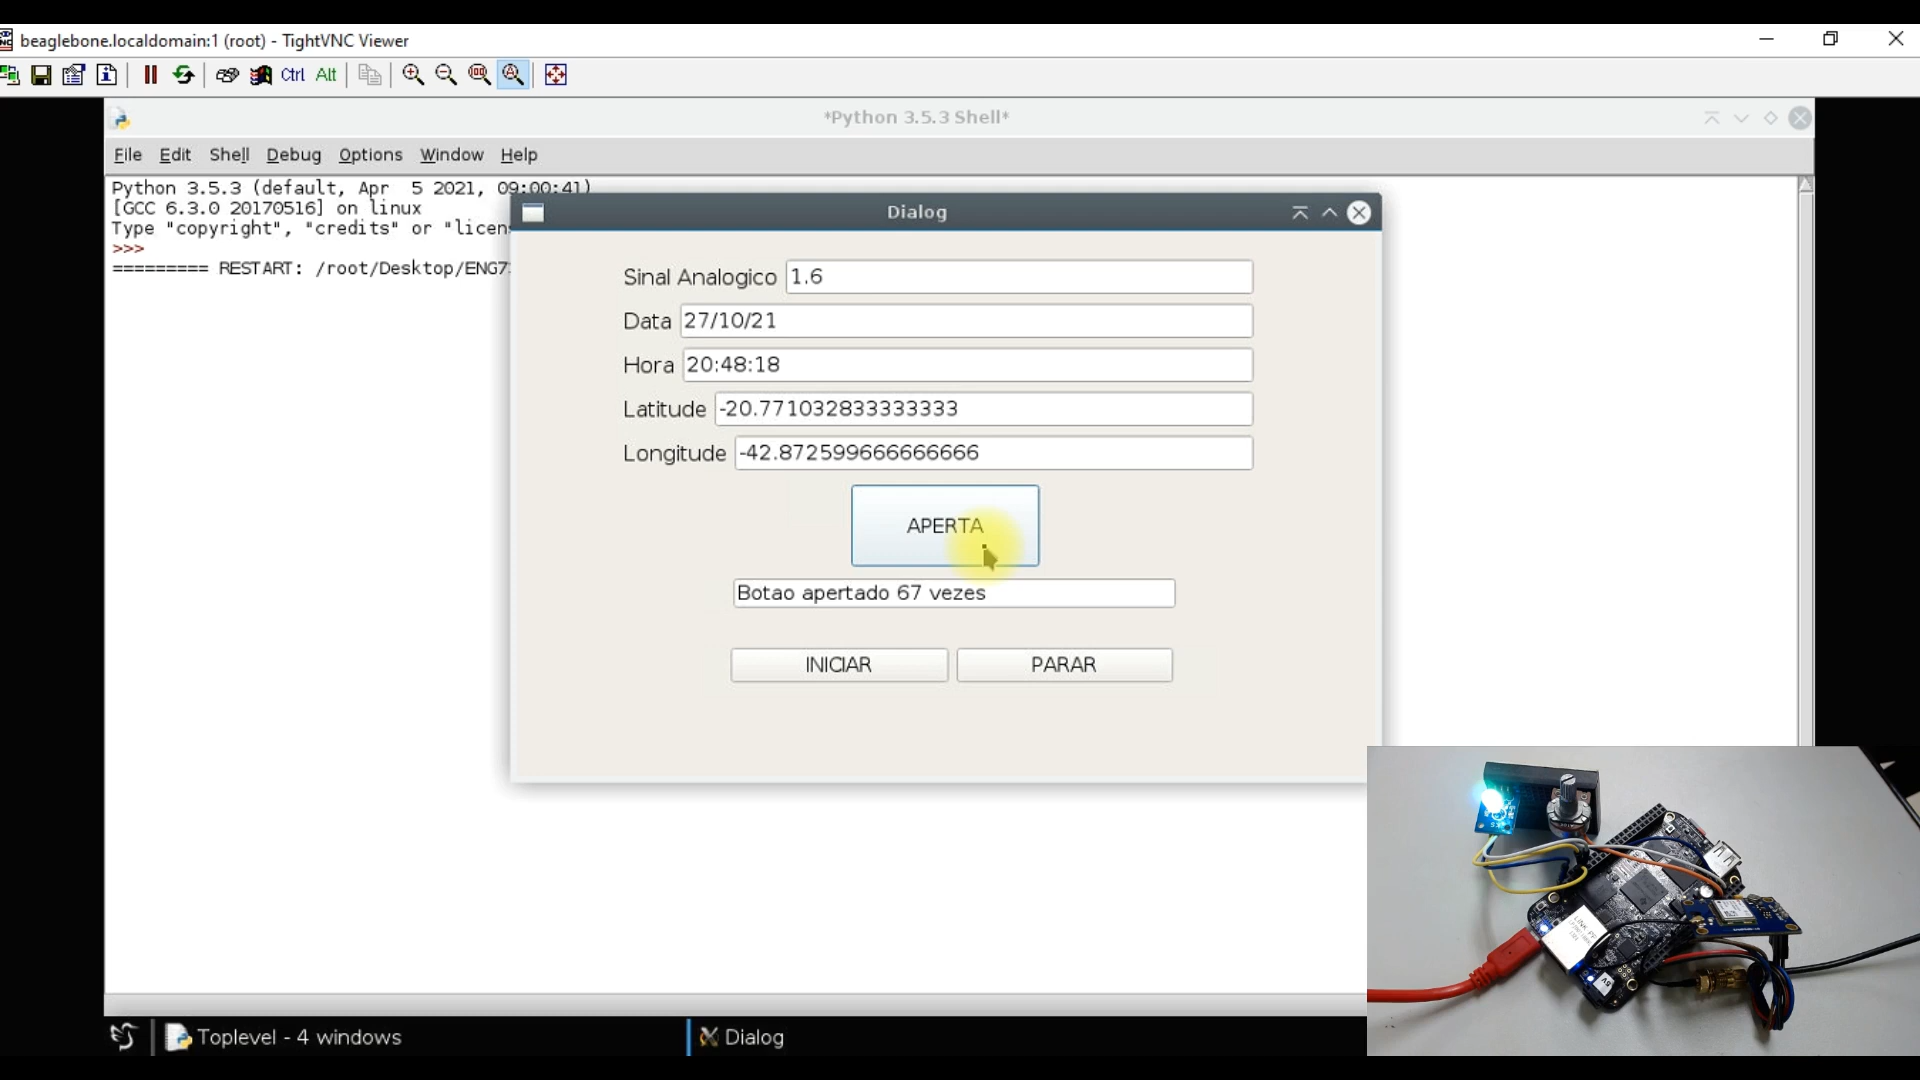 beaglebone.localdomain:1 (root) - TightVNC Viewer
Ctrl Alt
*Python 3.5.3 Shell*
File Edit Shell Debug Options Window Help
Python 3.5.3 (default, Apr 5 2021, 09:00:41)
[GCC 6.3.0 20170516] on linux
Type "copyright", "credits" or "licen
>>>
========= RESTART: /root/Desktop/ENG7
Dialog
Sinal Analogico 1.6
Data 27/10/21
Hora 20:48:18
Latitude -20.771032833333333
Longitude -42.872599666666666
APERTA
Botao apertado 67 vezes
INICIAR PARAR
Toplevel - 4 windows Dialog